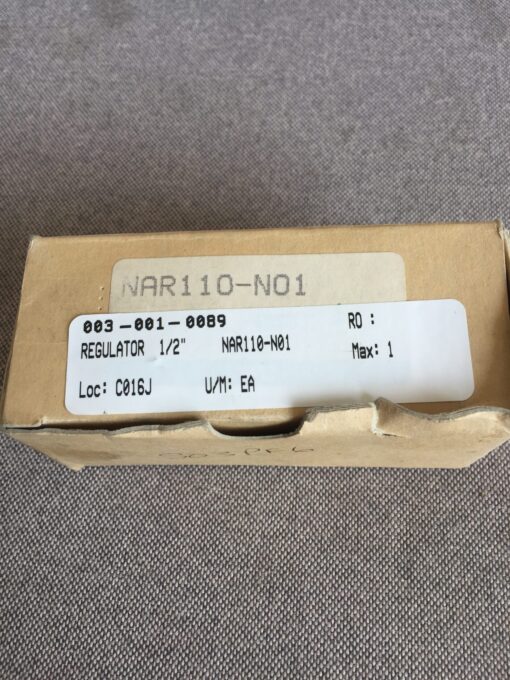 NAR110-N01
003-001-0089 RO :
REGULATOR 1/2" NAR110-N01 Max: 1
Loc: C016J U/M: EA